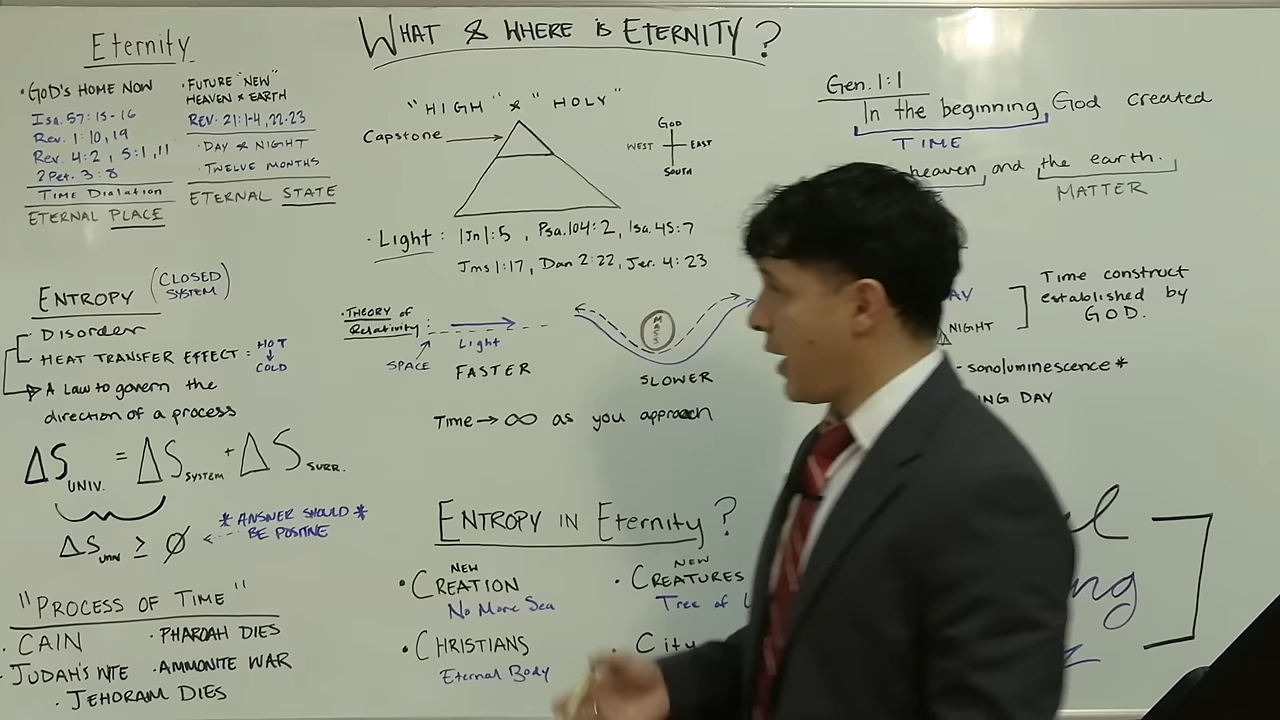 WHAT & WHERE IS ETERNITY?
Eternity
• GOD'S HOME NOW
Isa. 57:15-16
Rev. 1:10, 19
Rev. 4:2, 5:1, 11
2 Pet. 3:8
TIME Dialation
ETERNAL PLACE
• FUTURE "NEW"
HEAVEN & EARTH
REV. 21:1-4, 22-23
• DAY & NIGHT
• TWELVE MONTHS
ETERNAL STATE
"HIGH" & "HOLY"
Capstone
GOD
WEST
EAST
SOUTH
• Light: 1Jn 1:5, Psa. 104:2, Isa. 45:7
Jms 1:17, Dan 2:22, Jer. 4:23
Gen. 1:1
In the beginning, God created
TIME
heaven, and the earth.
MATTER
NIGHT
Time construct
established by
GOD.
- sonoluminescence*
DAY
ENTROPY (CLOSED
SYSTEM)
• Disorder
HEAT TRANSFER EFFECT: HOT
↓
COLD
A Law to govern the
direction of a process
ΔS UNIV. = ΔS SYSTEM + ΔS SURR.
ΔS UNIV ≥ Ø
* ANSWER SHOULD *
BE POSITIVE
• THEORY of
Relativity:
Light
SPACE
FASTER
MASS
SLOWER
Time → ∞ as you approach
"PROCESS OF TIME"
• CAIN
• PHAROAH DIES
• JUDAH'S WIFE
• AMMONITE WAR
• JEHORAM DIES
ENTROPY IN Eternity?
NEW
• CREATION
No More Sea
NEW
• CREATURES
Tree of
• CHRISTIANS
Eternal Body
• City